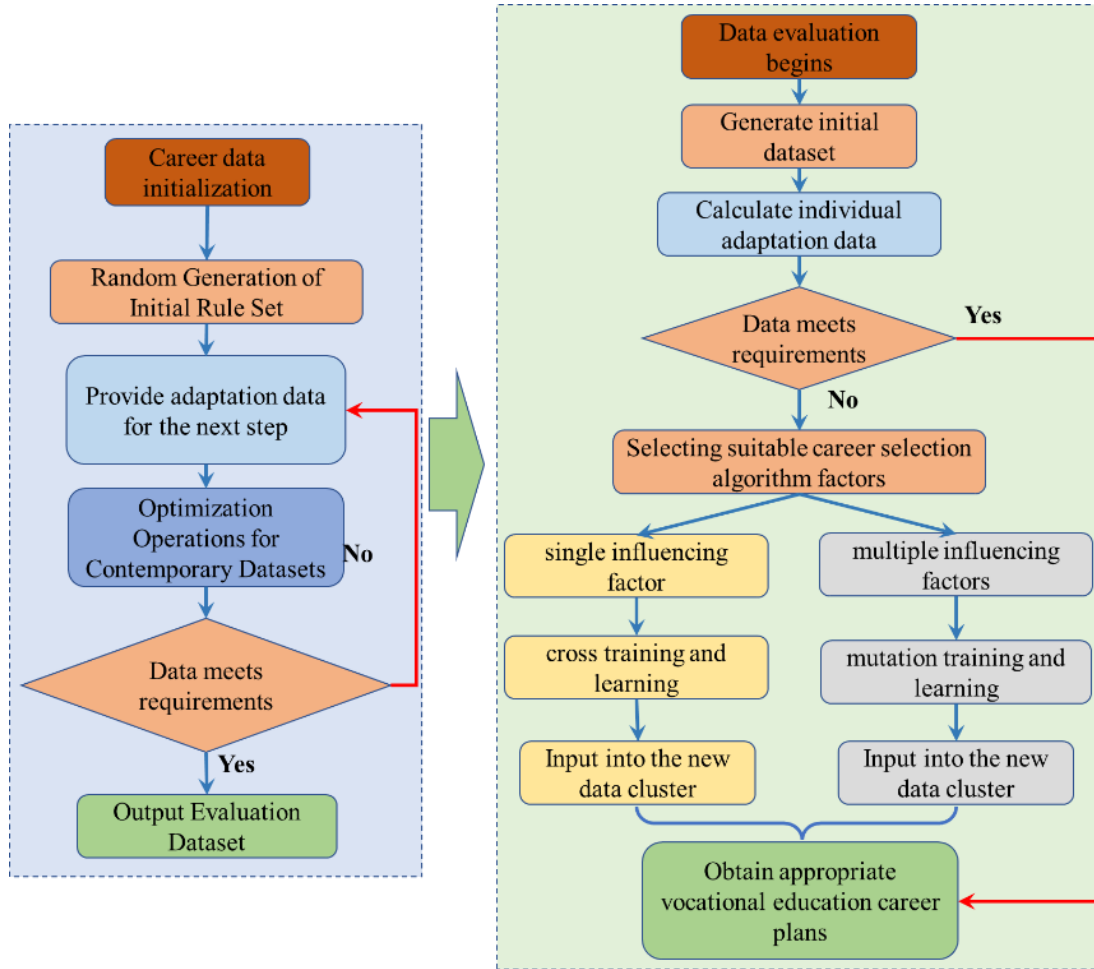 Career data
initialization
Random Generation of
Initial Rule Set
Provide adaptation data
for the next step
Optimization
Operations for
Contemporary Datasets
No
Data meets
requirements
Yes
Output Evaluation
Dataset
Data evaluation
begins
Generate initial
dataset
Calculate individual
adaptation data
Data meets
requirements
Yes
No
Selecting suitable career selection
algorithm factors
single influencing
factor
multiple influencing
factors
cross training and
learning
mutation training and
learning
Input into the new
data cluster
Input into the new
data cluster
Obtain appropriate
vocational education career
plans